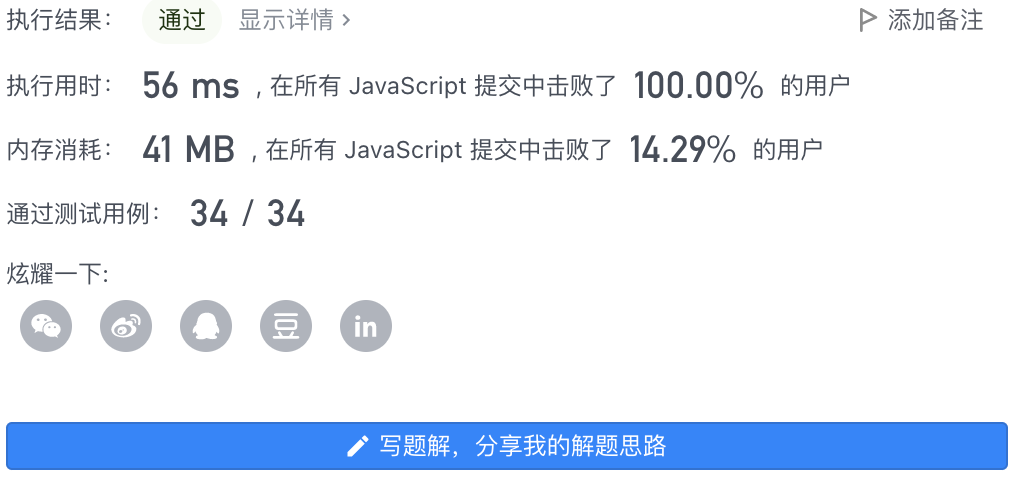 执行结果： 通过 显示详情 > 添加备注
执行用时： 56 ms , 在所有 JavaScript 提交中击败了 100.00% 的用户
内存消耗： 41 MB , 在所有 JavaScript 提交中击败了 14.29% 的用户
通过测试用例： 34 / 34
炫耀一下:
in
写题解，分享我的解题思路